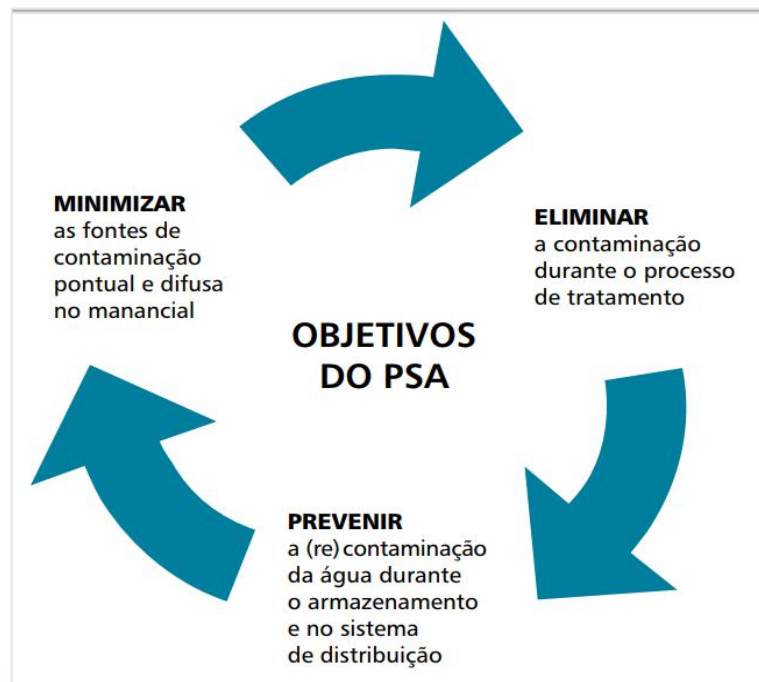 MINIMIZAR
as fontes de
contaminação
pontual e difusa
no manancial
ELIMINAR
a contaminação
durante o processo
de tratamento
OBJETIVOS
DO PSA
PREVENIR
a (re)contaminação
da água durante
o armazenamento
e no sistema
de distribuição